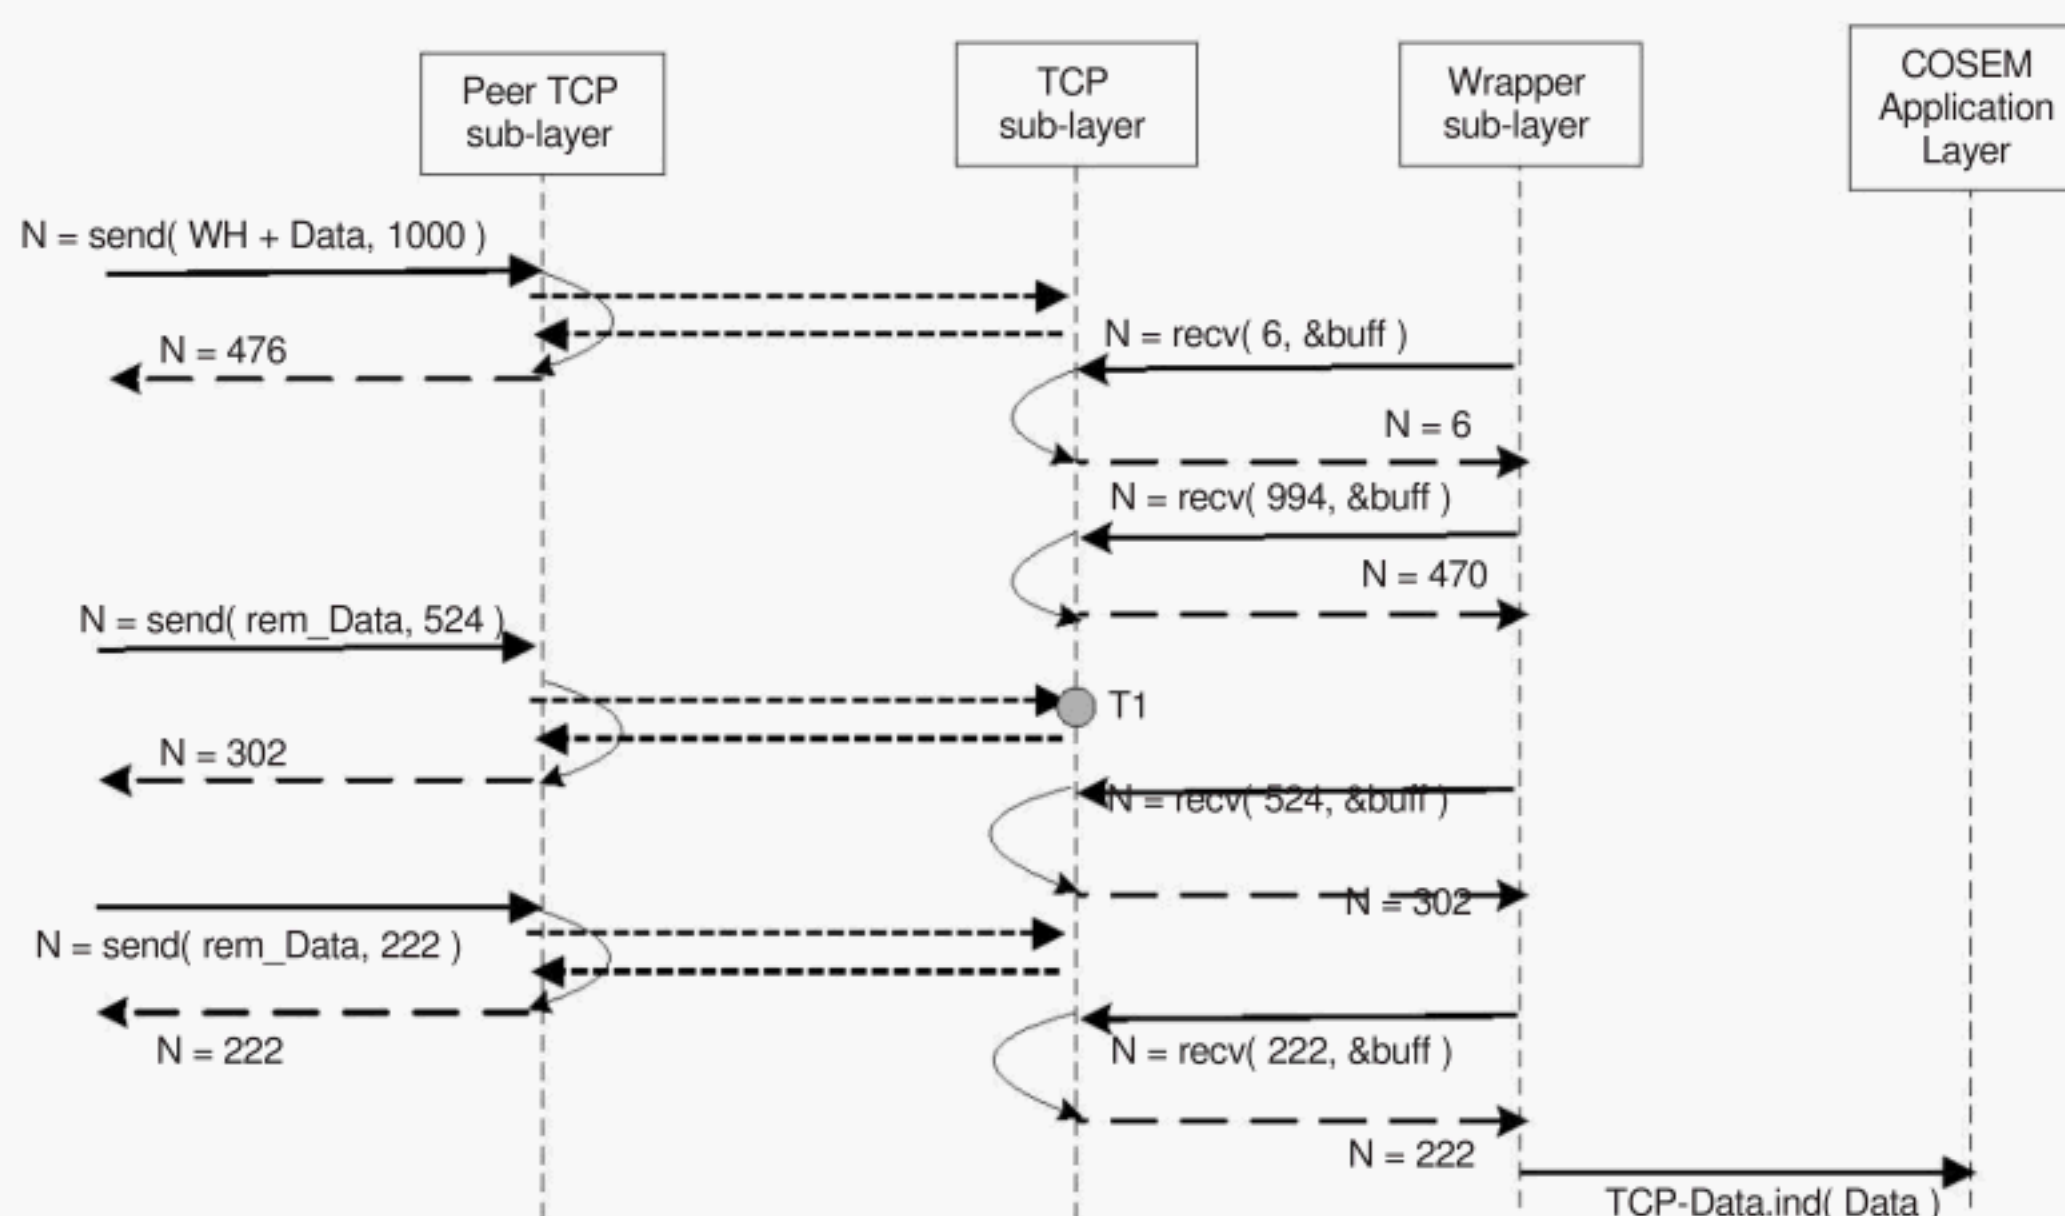 Peer TCP
sub-layer
TCP
sub-layer
Wrapper
sub-layer
COSEM
Application
Layer
N = send( WH + Data, 1000 )
N = recv( 6, &buff )
N = 476
N = 6
N = recv( 994, &buff )
N = 470
N = send( rem_Data, 524 )
T1
N = 302
N = recv( 524, &buff )
N = 302
N = send( rem_Data, 222 )
N = 222
N = recv( 222, &buff )
N = 222
TCP-Data.ind( Data )